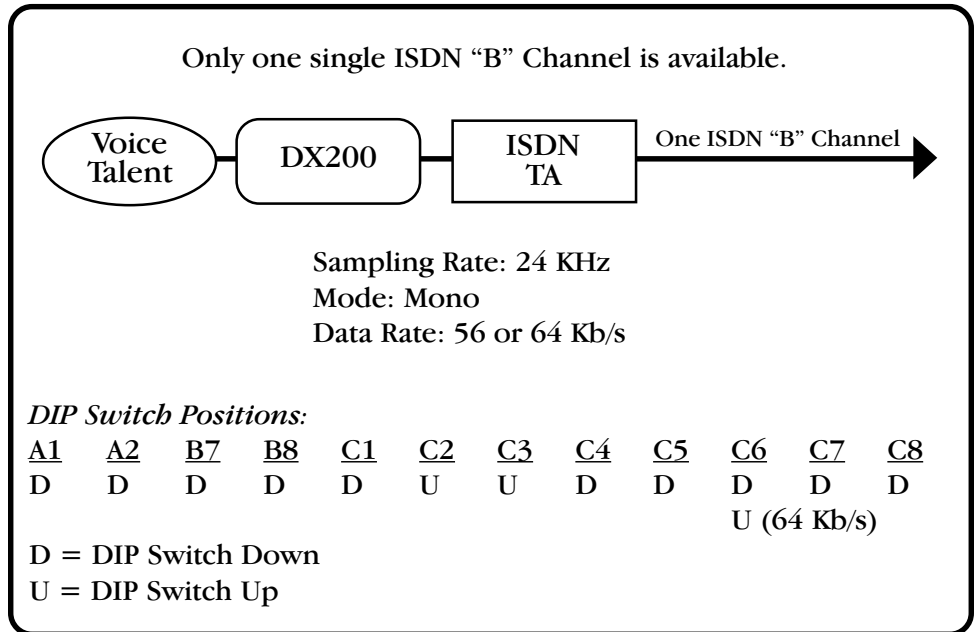 Only one single ISDN “B” Channel is available.
Voice
Talent
DX200
ISDN
TA
One ISDN “B” Channel
Sampling Rate: 24 KHz
Mode: Mono
Data Rate: 56 or 64 Kb/s
DIP Switch Positions:
A1 A2 B7 B8 C1 C2 C3 C4 C5 C6 C7 C8
D D D D D U U D D D D D
U (64 Kb/s)
D = DIP Switch Down
U = DIP Switch Up